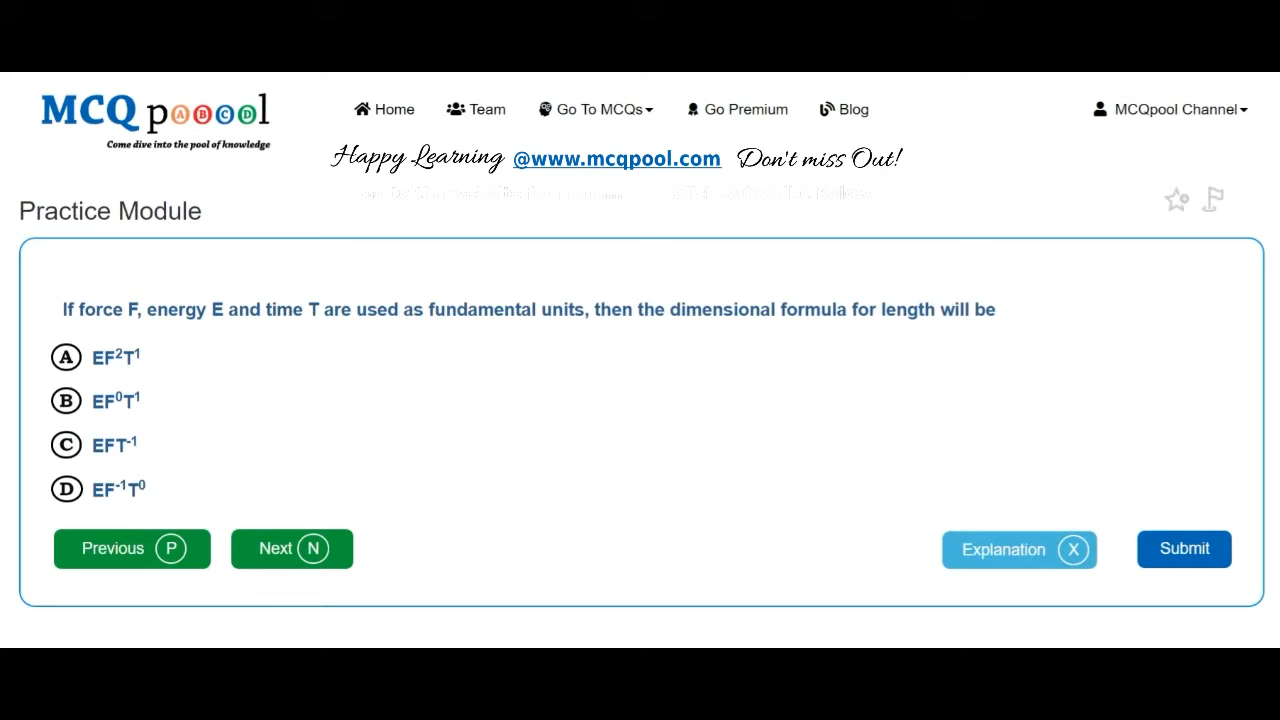 MCQ pooool
Come dive into the pool of knowledge
Home Team Go To MCQs Go Premium Blog MCQpool Channel
Happy Learning @www.mcqpool.com Don't miss Out!
Practice Module
If force F, energy E and time T are used as fundamental units, then the dimensional formula for length will be
A EF²T¹
B EF⁰T¹
C EFT⁻¹
D EF⁻¹T⁰
Previous P Next N Explanation X Submit